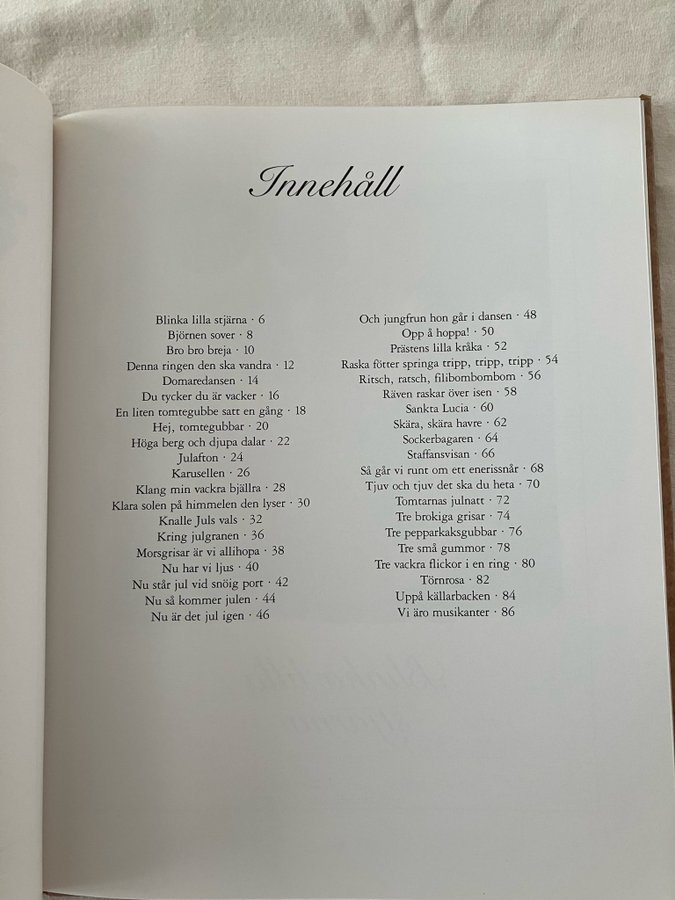 Innehåll
Blinka lilla stjärna · 6
Björnen sover · 8
Bro bro breja · 10
Denna ringen den ska vandra · 12
Domaredansen · 14
Du tycker du är vacker · 16
En liten tomtegubbe satt en gång · 18
Hej, tomtegubbar · 20
Höga berg och djupa dalar · 22
Julafton · 24
Karusellen · 26
Klang min vackra bjällra · 28
Klara solen på himmelen den lyser · 30
Knalle Juls vals · 32
Kring julgranen · 36
Morsgrisar är vi allihopa · 38
Nu har vi ljus · 40
Nu står jul vid snöig port · 42
Nu så kommer julen · 44
Nu är det jul igen · 46
Och jungfrun hon går i dansen · 48
Opp å hoppa! · 50
Prästens lilla kråka · 52
Raska fötter springa tripp, tripp, tripp · 54
Ritsch, ratsch, filibombombom · 56
Räven raskar över isen · 58
Sankta Lucia · 60
Skära, skära havre · 62
Sockerbagaren · 64
Staffansvisan · 66
Så går vi runt om ett enerissnår · 68
Tjuv och tjuv det ska du heta · 70
Tomtarnas julnatt · 72
Tre brokiga grisar · 74
Tre pepparkaksgubbar · 76
Tre små gummor · 78
Tre vackra flickor i en ring · 80
Törnrosa · 82
Uppå källarbacken · 84
Vi äro musikanter · 86